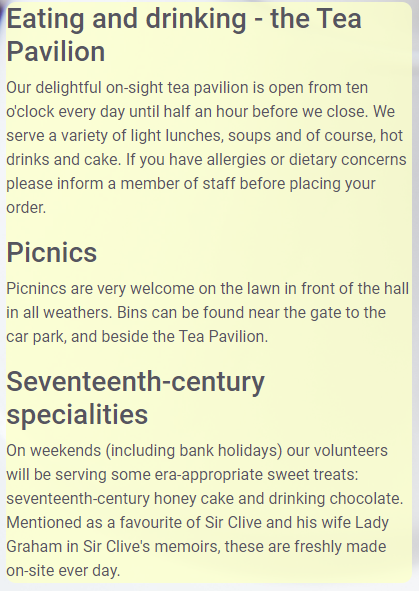 Eating and drinking - the Tea
Pavilion
Our delightful on-sight tea pavilion is open from ten
o'clock every day until half an hour before we close. We
serve a variety of light lunches, soups and of course, hot
drinks and cake. If you have allergies or dietary concerns
please inform a member of staff before placing your
order.
Picnics
Picnincs are very welcome on the lawn in front of the hall
in all weathers. Bins can be found near the gate to the
car park, and beside the Tea Pavilion.
Seventeenth-century
specialities
On weekends (including bank holidays) our volunteers
will be serving some era-appropriate sweet treats:
seventeenth-century honey cake and drinking chocolate.
Mentioned as a favourite of Sir Clive and his wife Lady
Graham in Sir Clive's memoirs, these are freshly made
on-site ever day.